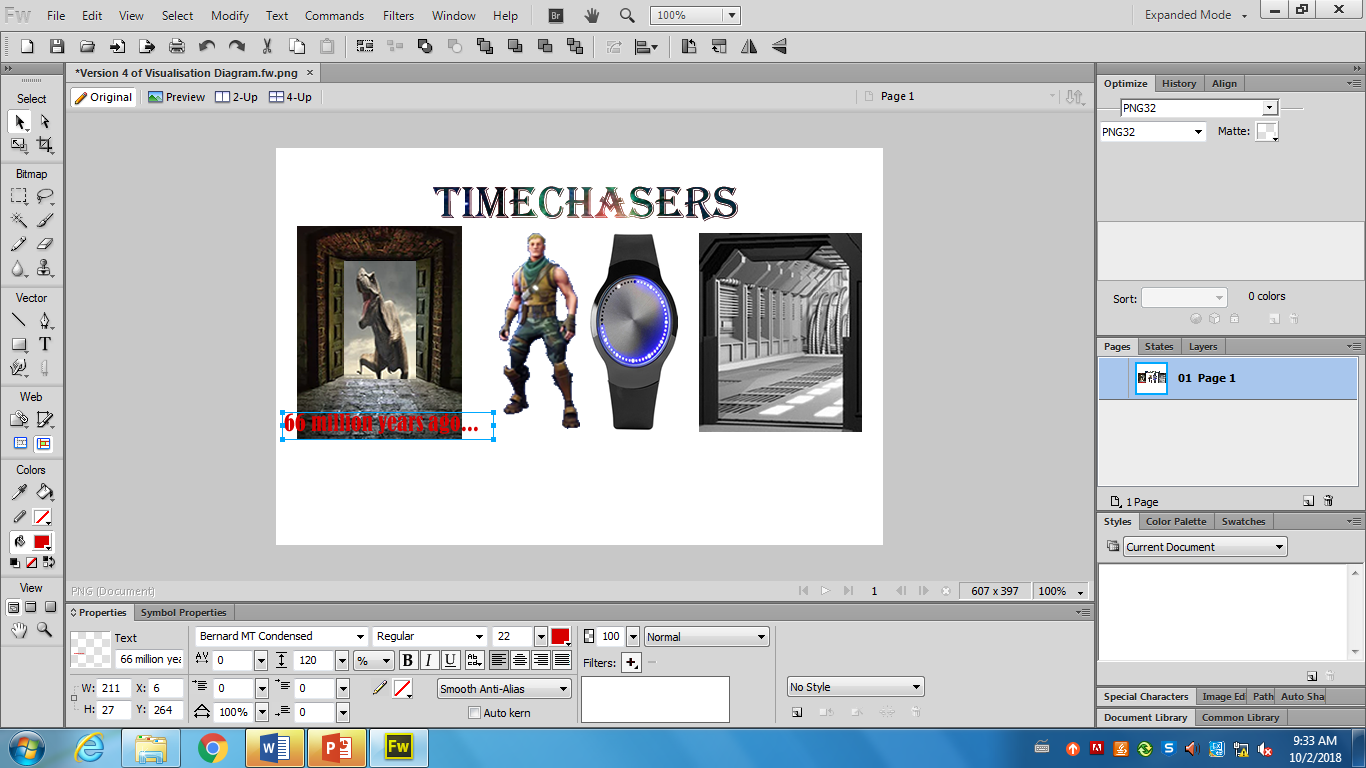 Fw File Edit View Select Modify Text Commands Filters Window Help Br 100% Expanded Mode
*Version 4 of Visualisation Diagram.fw.png
Original Preview 2-Up 4-Up Page 1
Select
Bitmap
Vector
Web
Colors
View
TIMECHASERS
66 million years ago...
PNG (Document) 1 607 x 397 100%
Properties Symbol Properties
Text Bernard MT Condensed Regular 22 100 Normal
66 million yea 0 120 % B I U Filters:
W: 211 X: 6 0 0 Smooth Anti-Alias No Style
H: 27 Y: 264 100% 0 Auto kern
Optimize History Align
PNG32
PNG32 Matte:
Sort: 0 colors
Pages States Layers
01 Page 1
1 Page
Styles Color Palette Swatches
Current Document
Special Characters Image Ed Path Auto Sha
Document Library Common Library
9:33 AM
10/2/2018